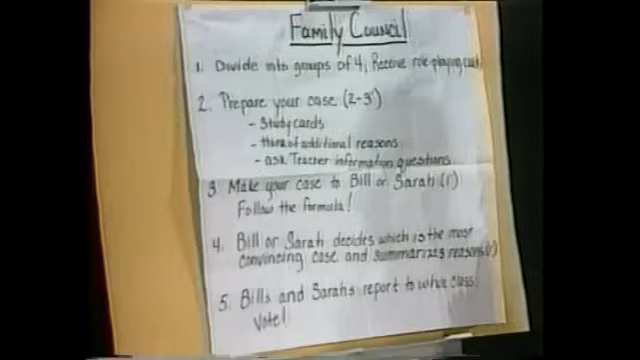 Family Council
1. Divide into groups of 4; Receive role-playing card
2. Prepare your case (2-3')
- Study cards
- think of additional reasons
- ask Teacher information questions
3. Make your case to Bill or Sarah (1')
Follow the formula!
4. Bill or Sarah decides which is the most
convincing case and summarizes reasons (1')
5. Bills and Sarahs report to whole class.
Vote!